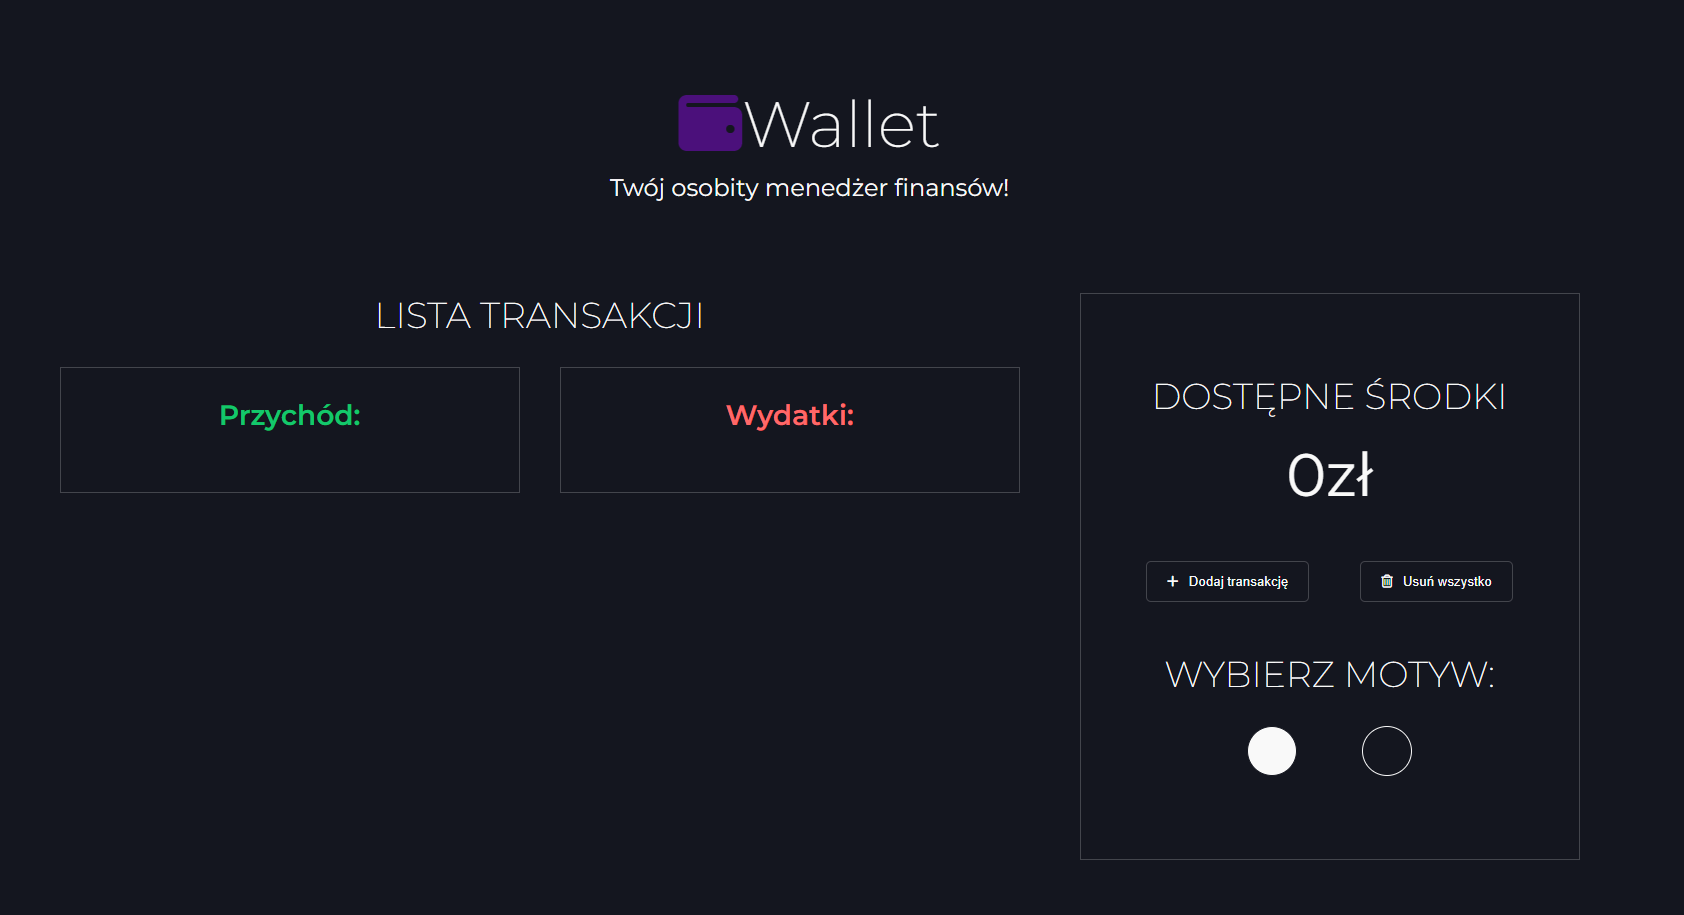 Wallet
Twój osobity menedżer finansów!
LISTA TRANSAKCJI
Przychód:
Wydatki:
DOSTĘPNE ŚRODKI
0zł
Dodaj transakcję
Usuń wszystko
WYBIERZ MOTYW: